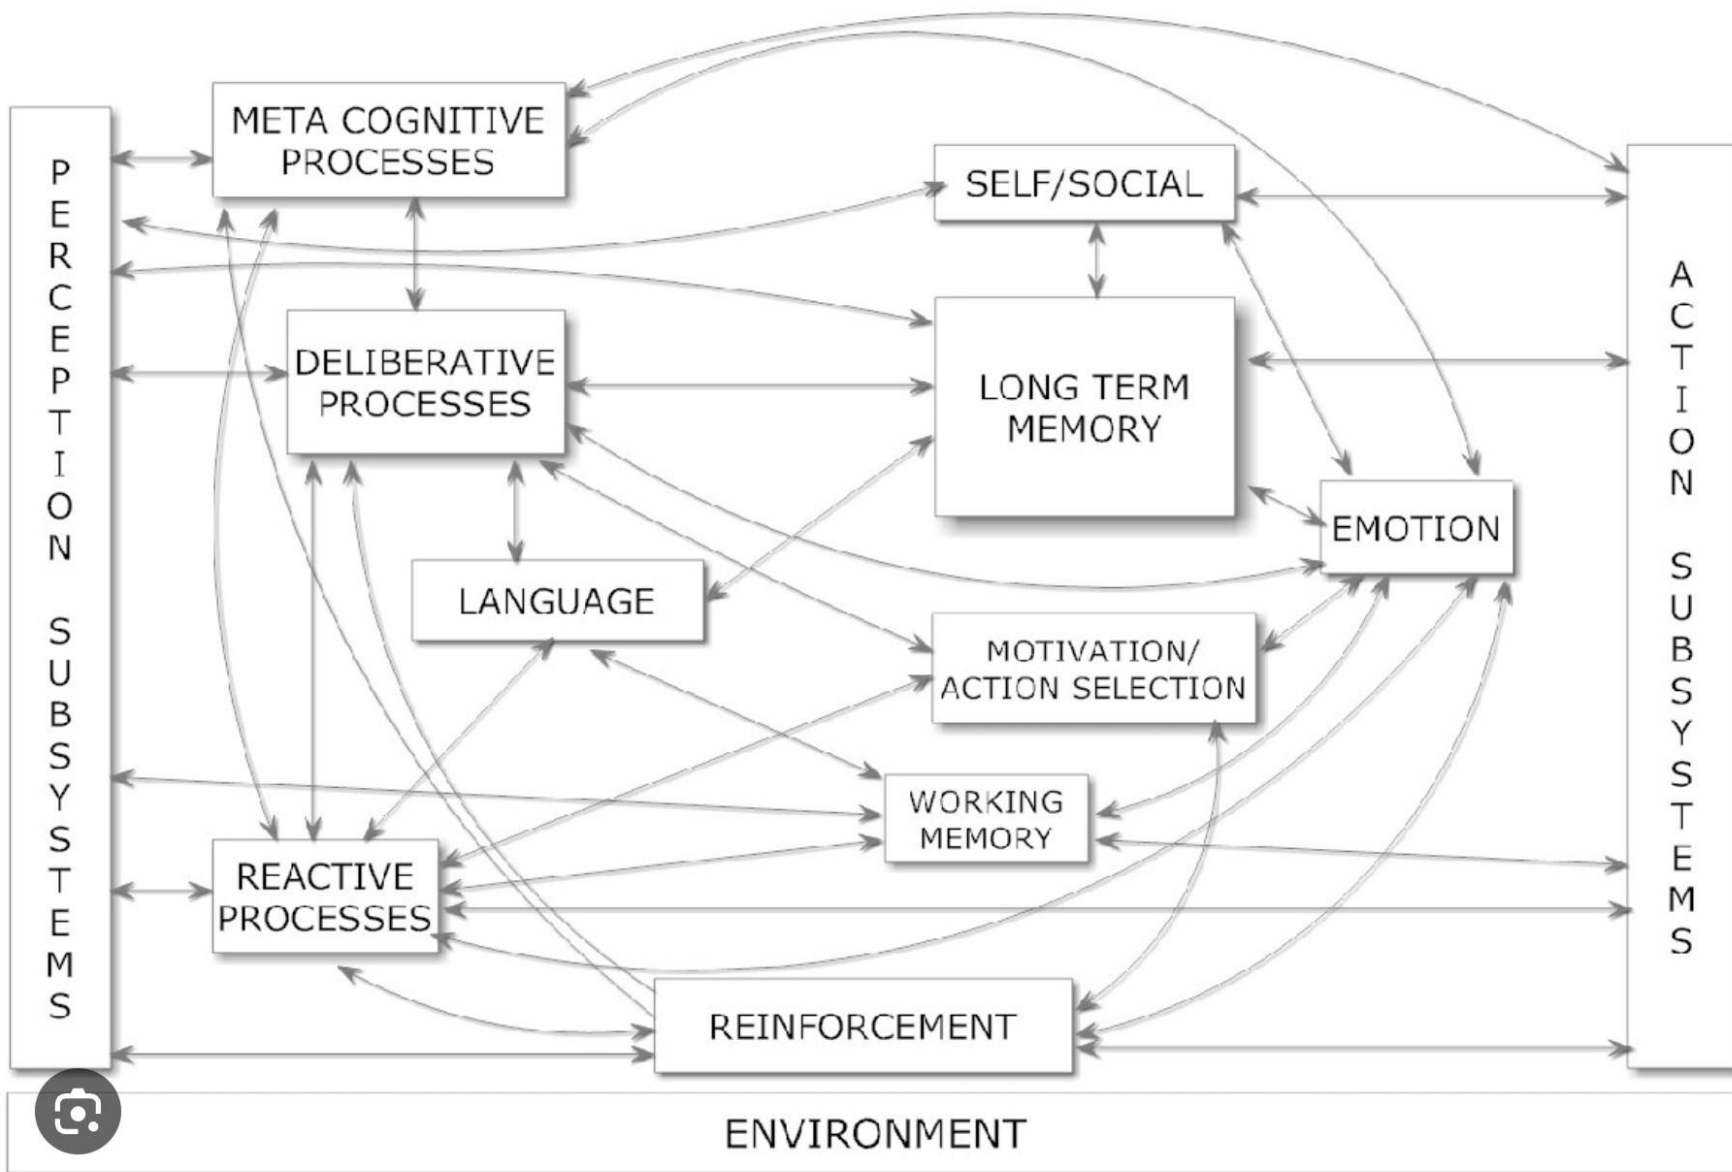 META COGNITIVE
PROCESSES
PERCEPTION SUBSYSTEMS
SELF/SOCIAL
ACTION SUBSYSTEMS
DELIBERATIVE
PROCESSES
LONG TERM
MEMORY
EMOTION
LANGUAGE
MOTIVATION/
ACTION SELECTION
WORKING
MEMORY
REACTIVE
PROCESSES
REINFORCEMENT
ENVIRONMENT